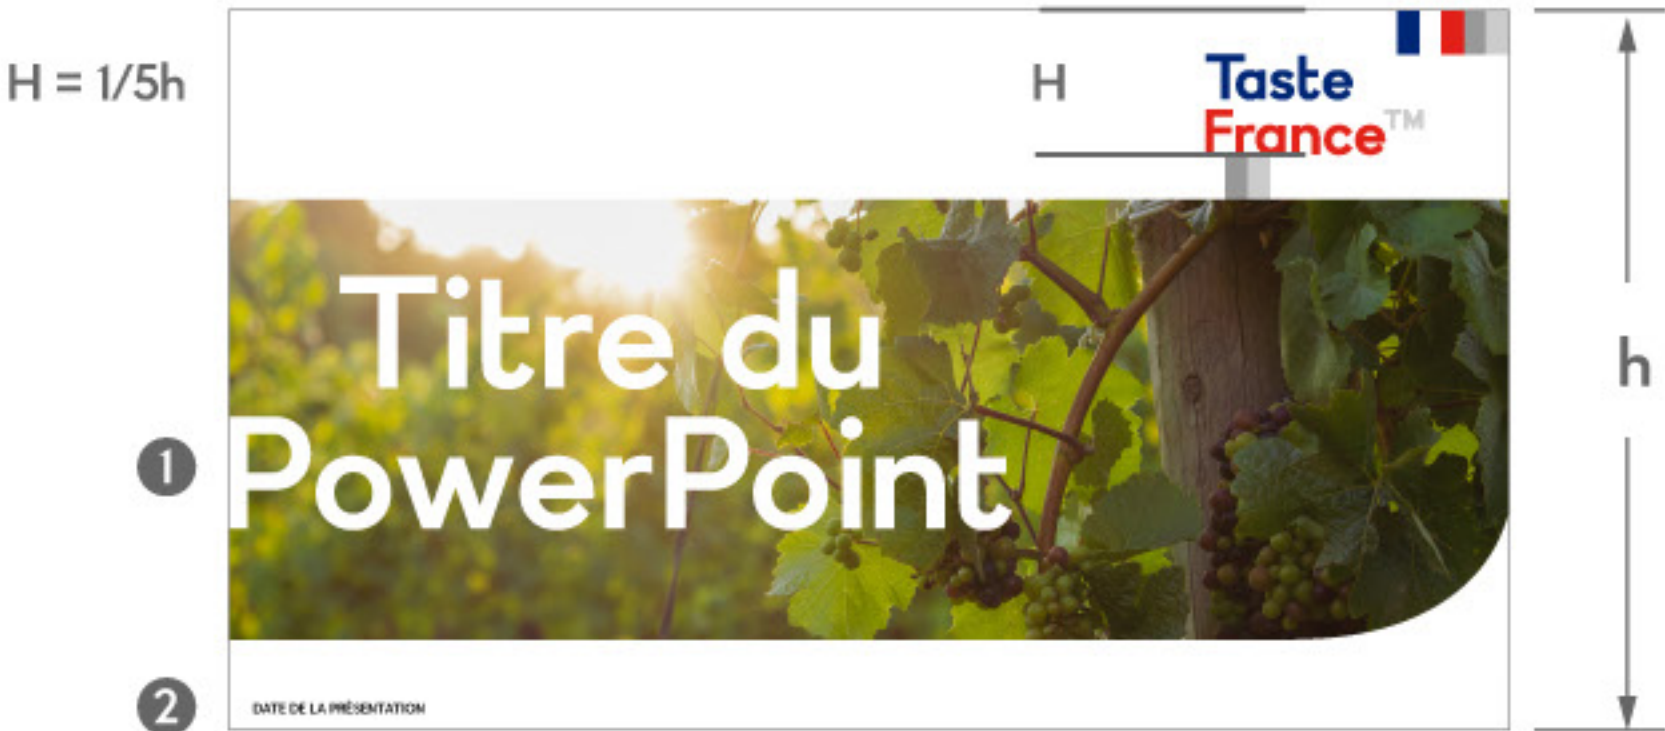 H = 1/5h
H
Taste
France™
Titre du
PowerPoint
h
1
2
DATE DE LA PRÉSENTATION